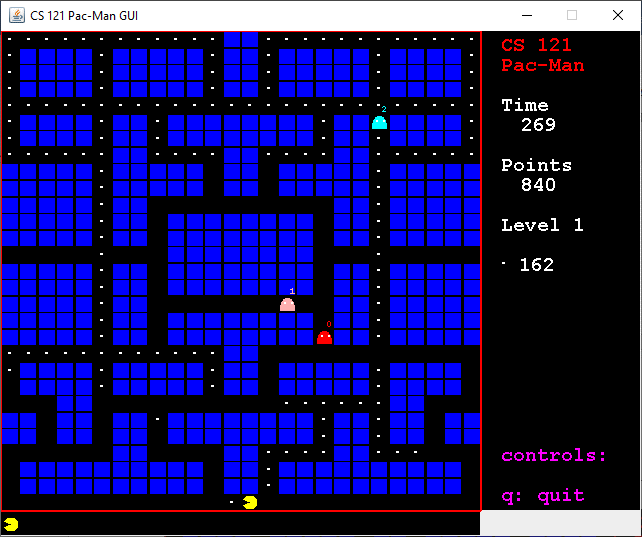 CS 121 Pac-Man GUI
CS 121
Pac-Man
2
Time
269
Points
840
Level 1
162
1
0
controls:
q: quit